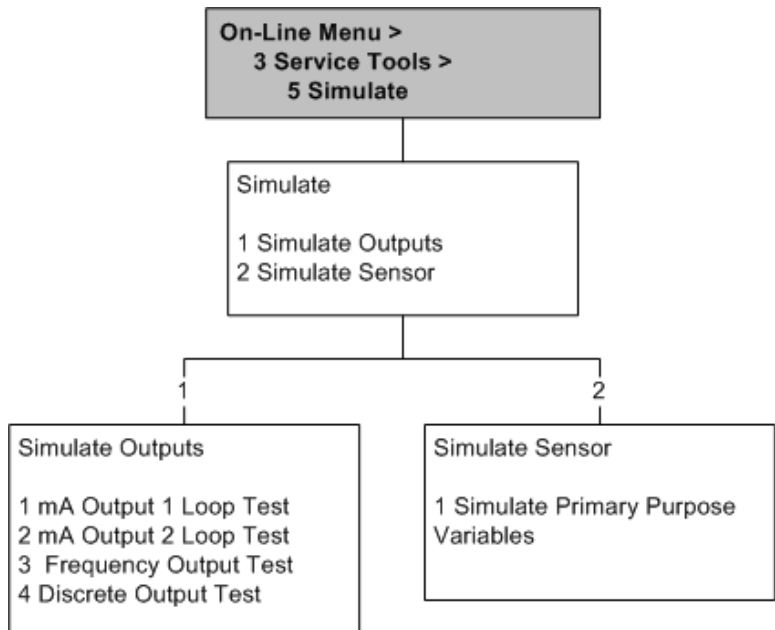 On-Line Menu >
3 Service Tools >
5 Simulate
Simulate
1 Simulate Outputs
2 Simulate Sensor
1
2
Simulate Outputs
1 mA Output 1 Loop Test
2 mA Output 2 Loop Test
3 Frequency Output Test
4 Discrete Output Test
Simulate Sensor
1 Simulate Primary Purpose
Variables